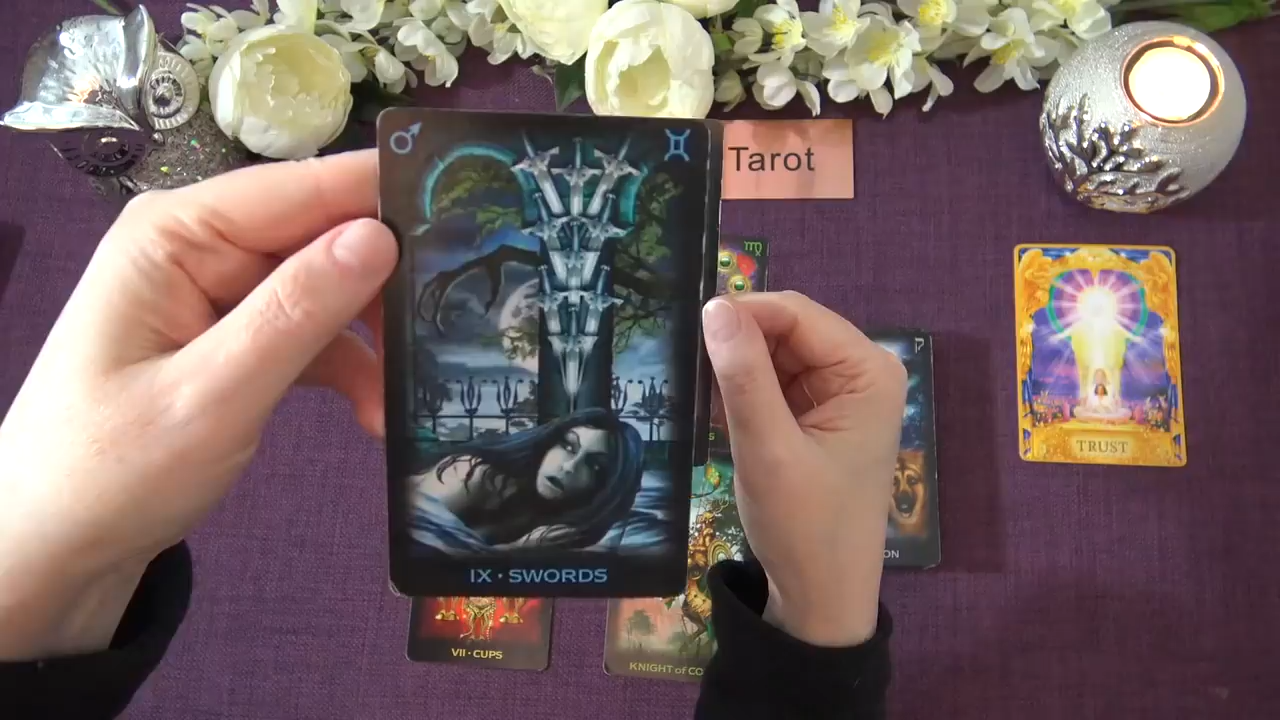 Tarot
TRUST
IX · SWORDS
ON
VII · CUPS
KNIGHT of CO